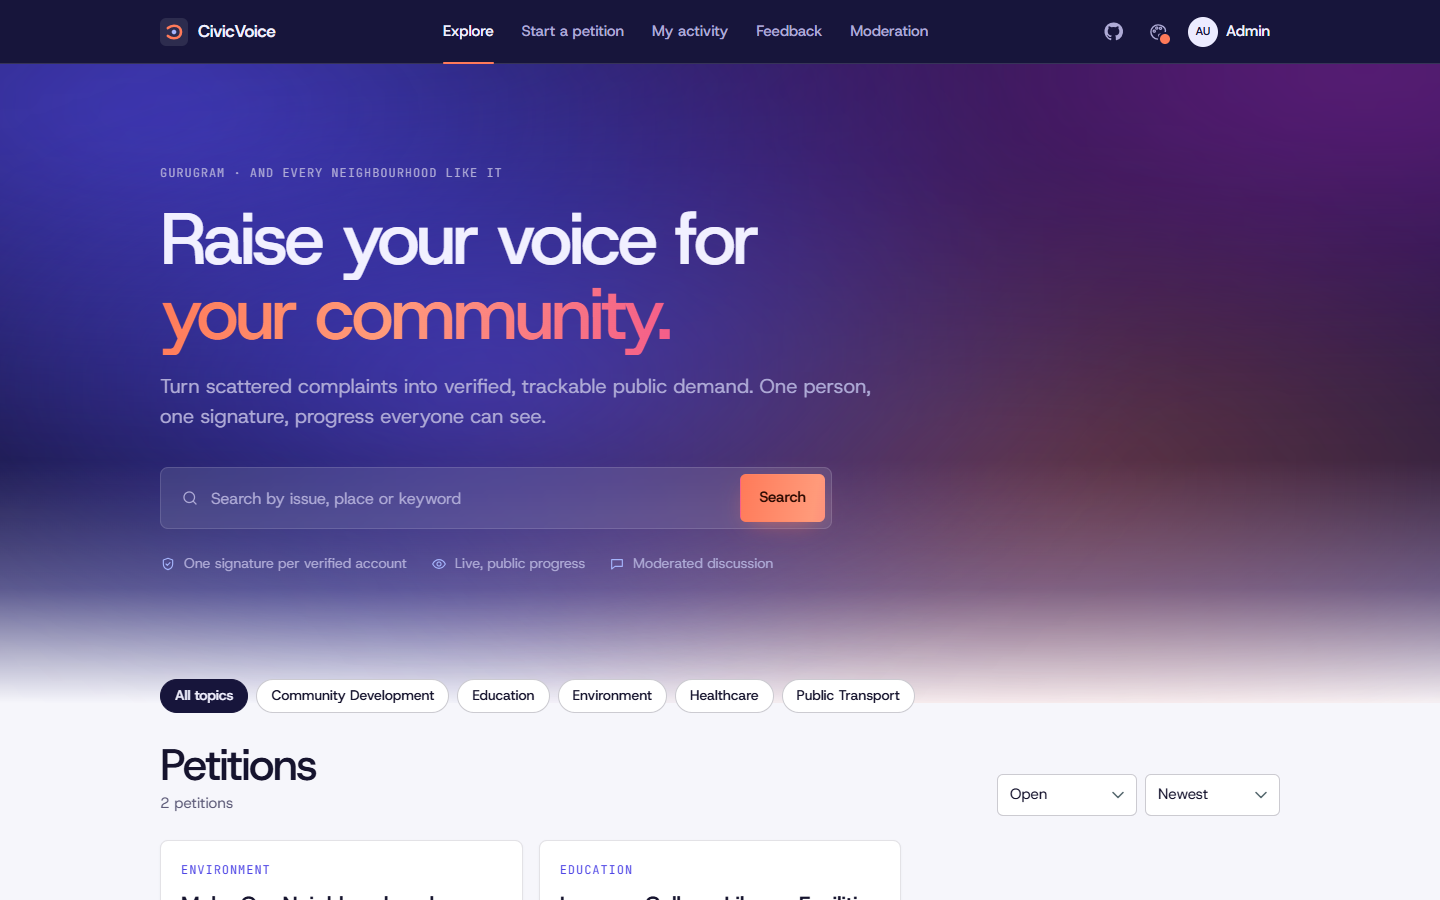 CivicVoice
Explore
Start a petition
My activity
Feedback
Moderation
AU
Admin
GURUGRAM · AND EVERY NEIGHBOURHOOD LIKE IT
Raise your voice for
your community.
Turn scattered complaints into verified, trackable public demand. One person,
one signature, progress everyone can see.
Search by issue, place or keyword
Search
One signature per verified account
Live, public progress
Moderated discussion
All topics
Community Development
Education
Environment
Healthcare
Public Transport
Petitions
2 petitions
Open
Newest
ENVIRONMENT
EDUCATION